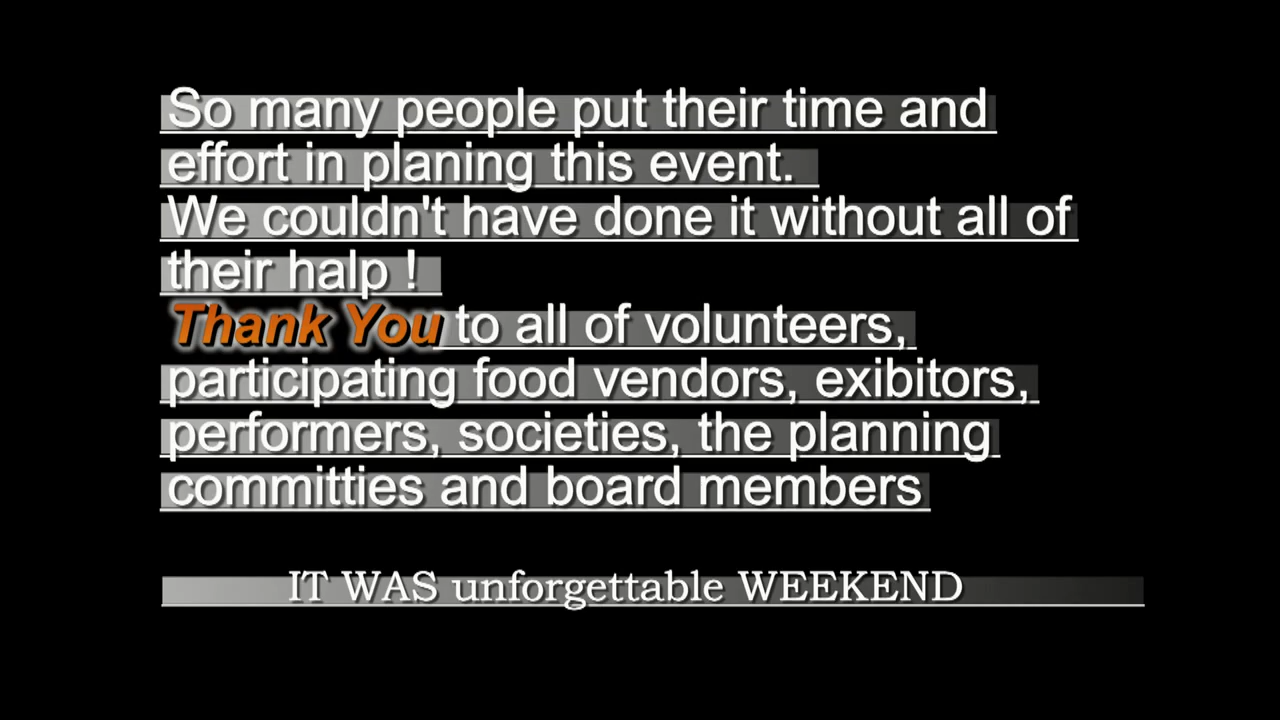 So many people put their time and
effort in planing this event.
We couldn't have done it without all of
their halp !
Thank You to all of volunteers,
participating food vendors, exibitors,
performers, societies, the planning
committies and board members
IT WAS unforgettable WEEKEND